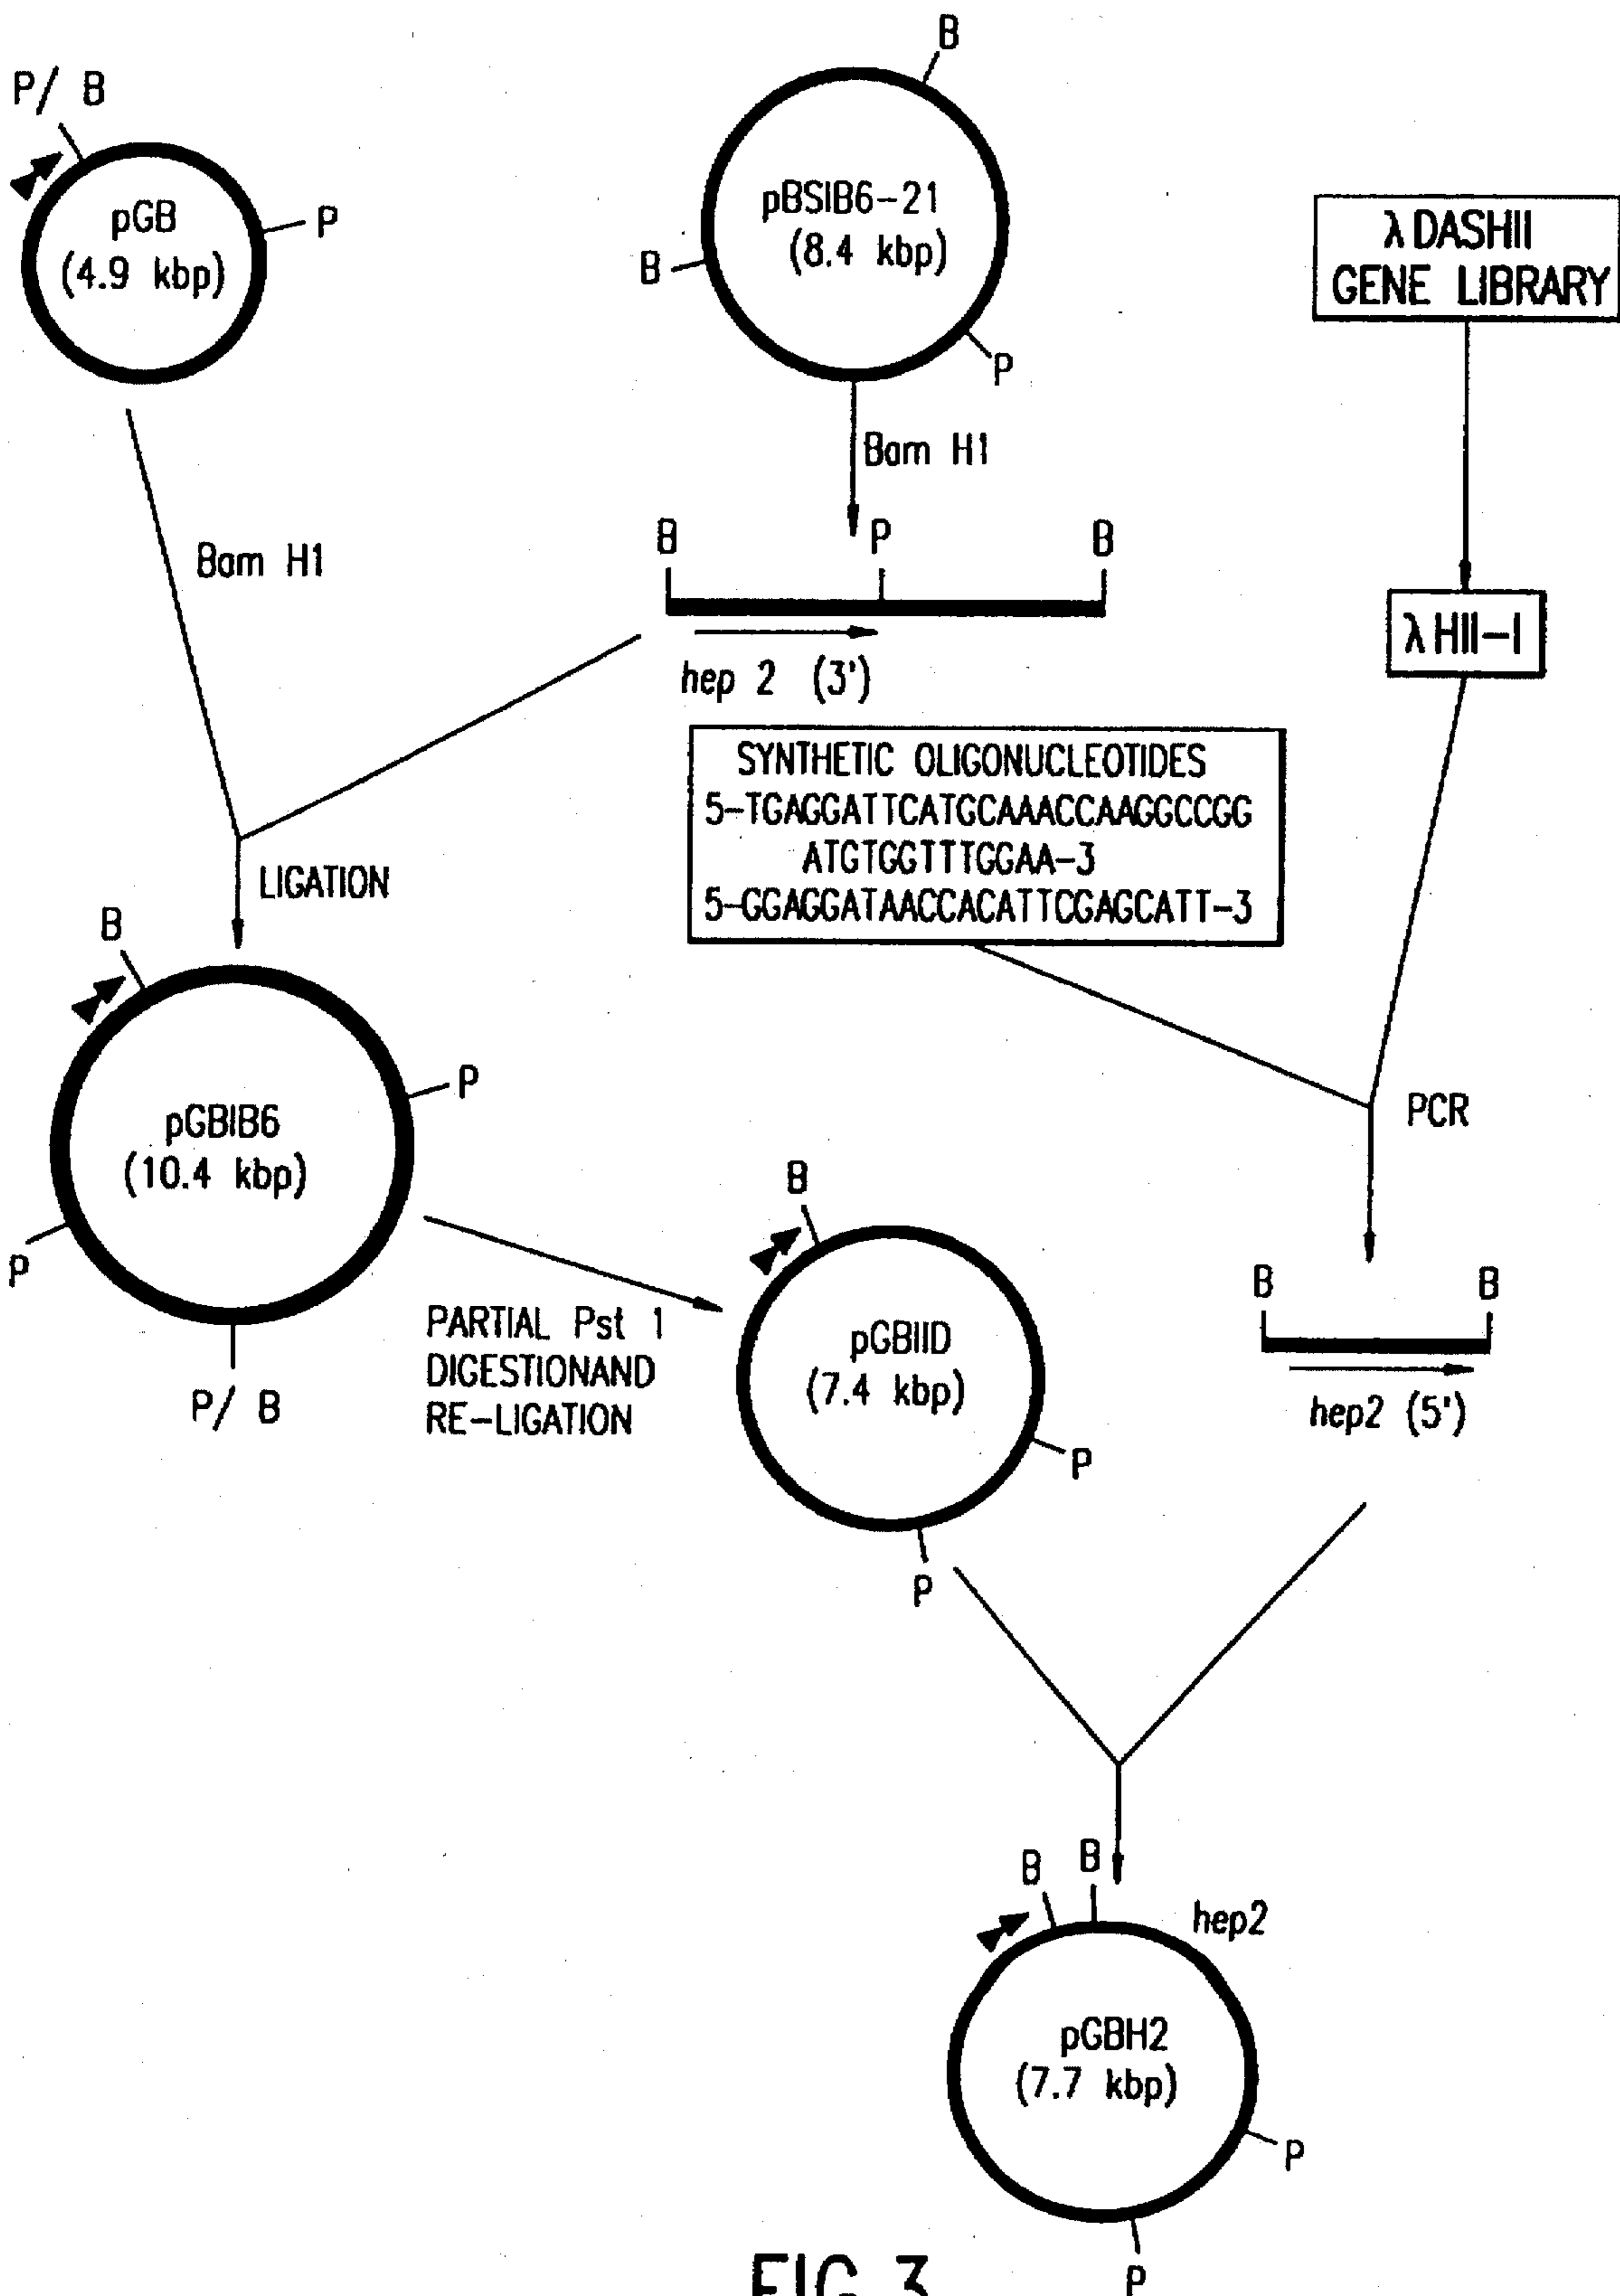 P/ B
pGB
(4.9 kbp)
P
B
pBSIB6-21
(8.4 kbp)
B
P
λ DASHII
GENE LIBRARY
Bam H1
Bam H1
B P B
hep 2 (3')
λ HII-I
SYNTHETIC OLIGONUCLEOTIDES
5-TGAGGATTCATGCAAACCAAGGCCGG
ATGTGGTTTGGAA-3
5-GGAGGATAACCACATTCGAGCATT-3
LIGATION
PCR
B
P
pGBIB6
(10.4 kbp)
P
P/ B
PARTIAL Pst 1
DIGESTIONAND
RE-LIGATION
B
pGBIID
(7.4 kbp)
P
P
B B
hep2 (5')
B B
hep2
pGBH2
(7.7 kbp)
P
P
FIG. 3